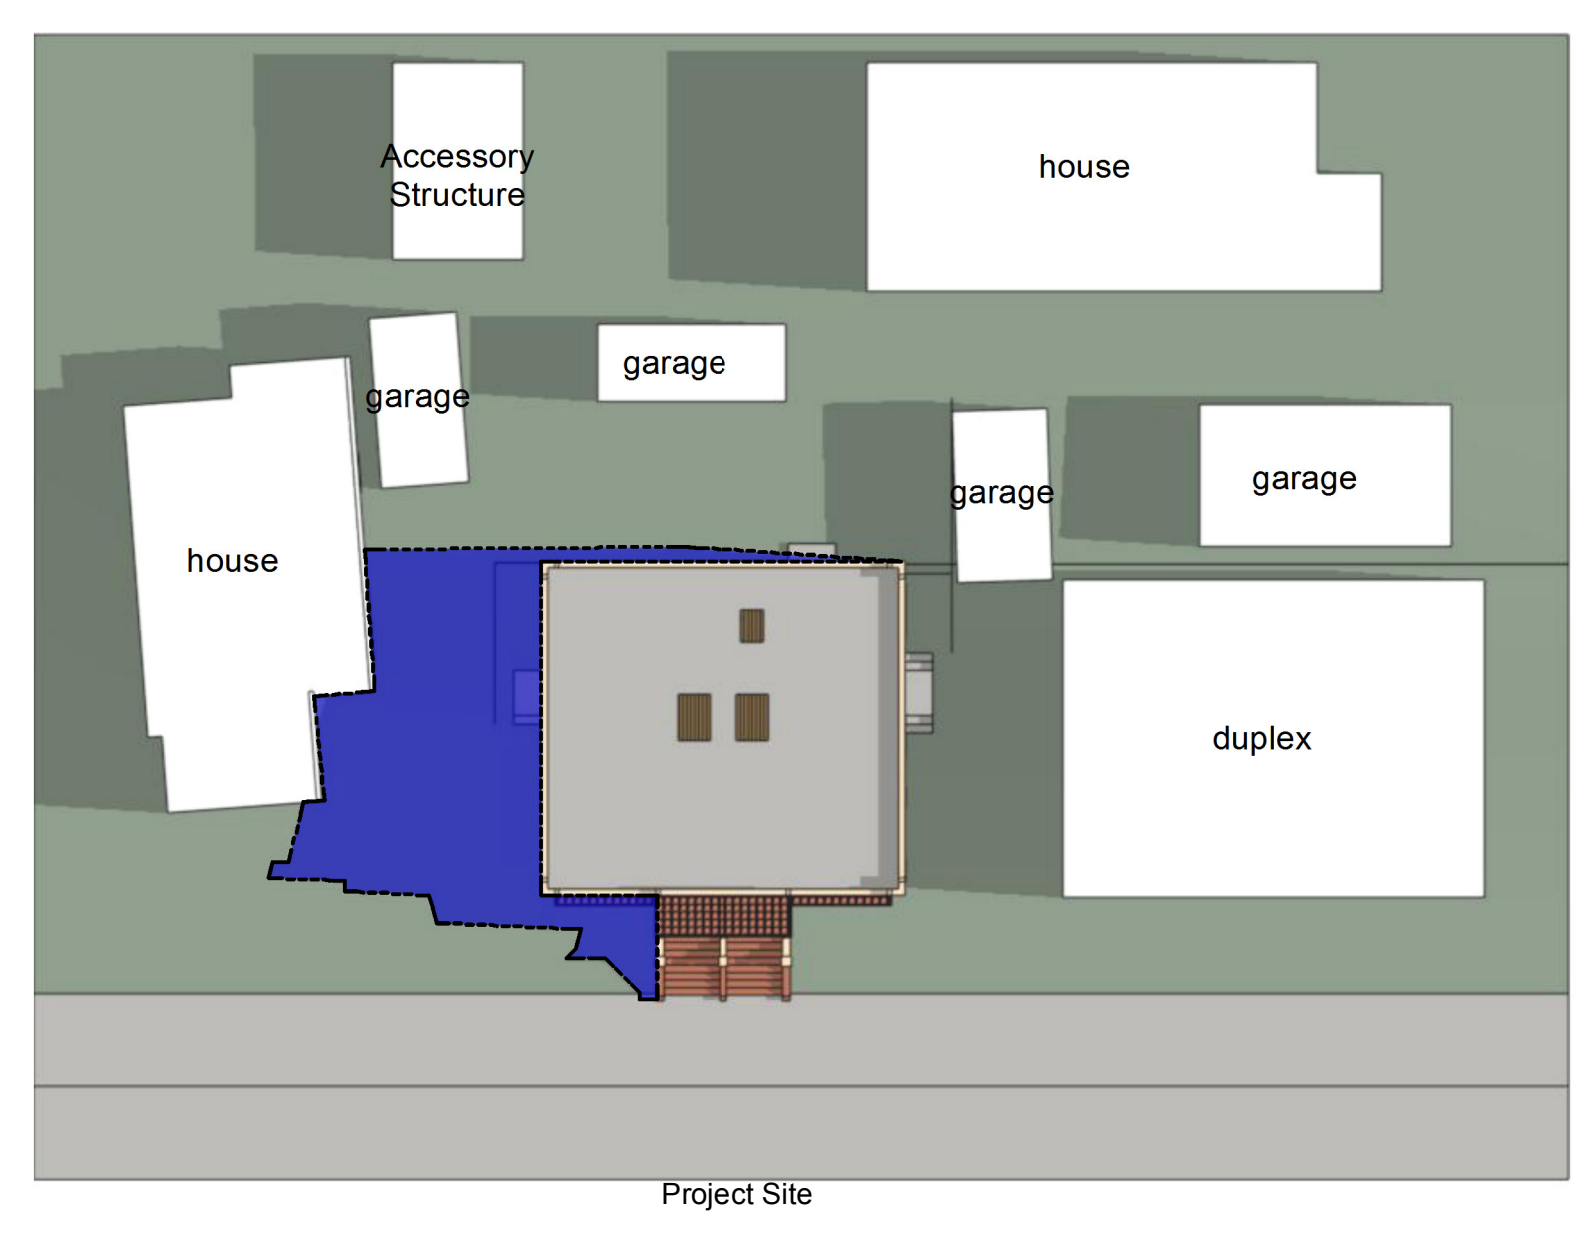 Accessory
Structure
house
garage
garage
garage
garage
house
duplex
Project Site